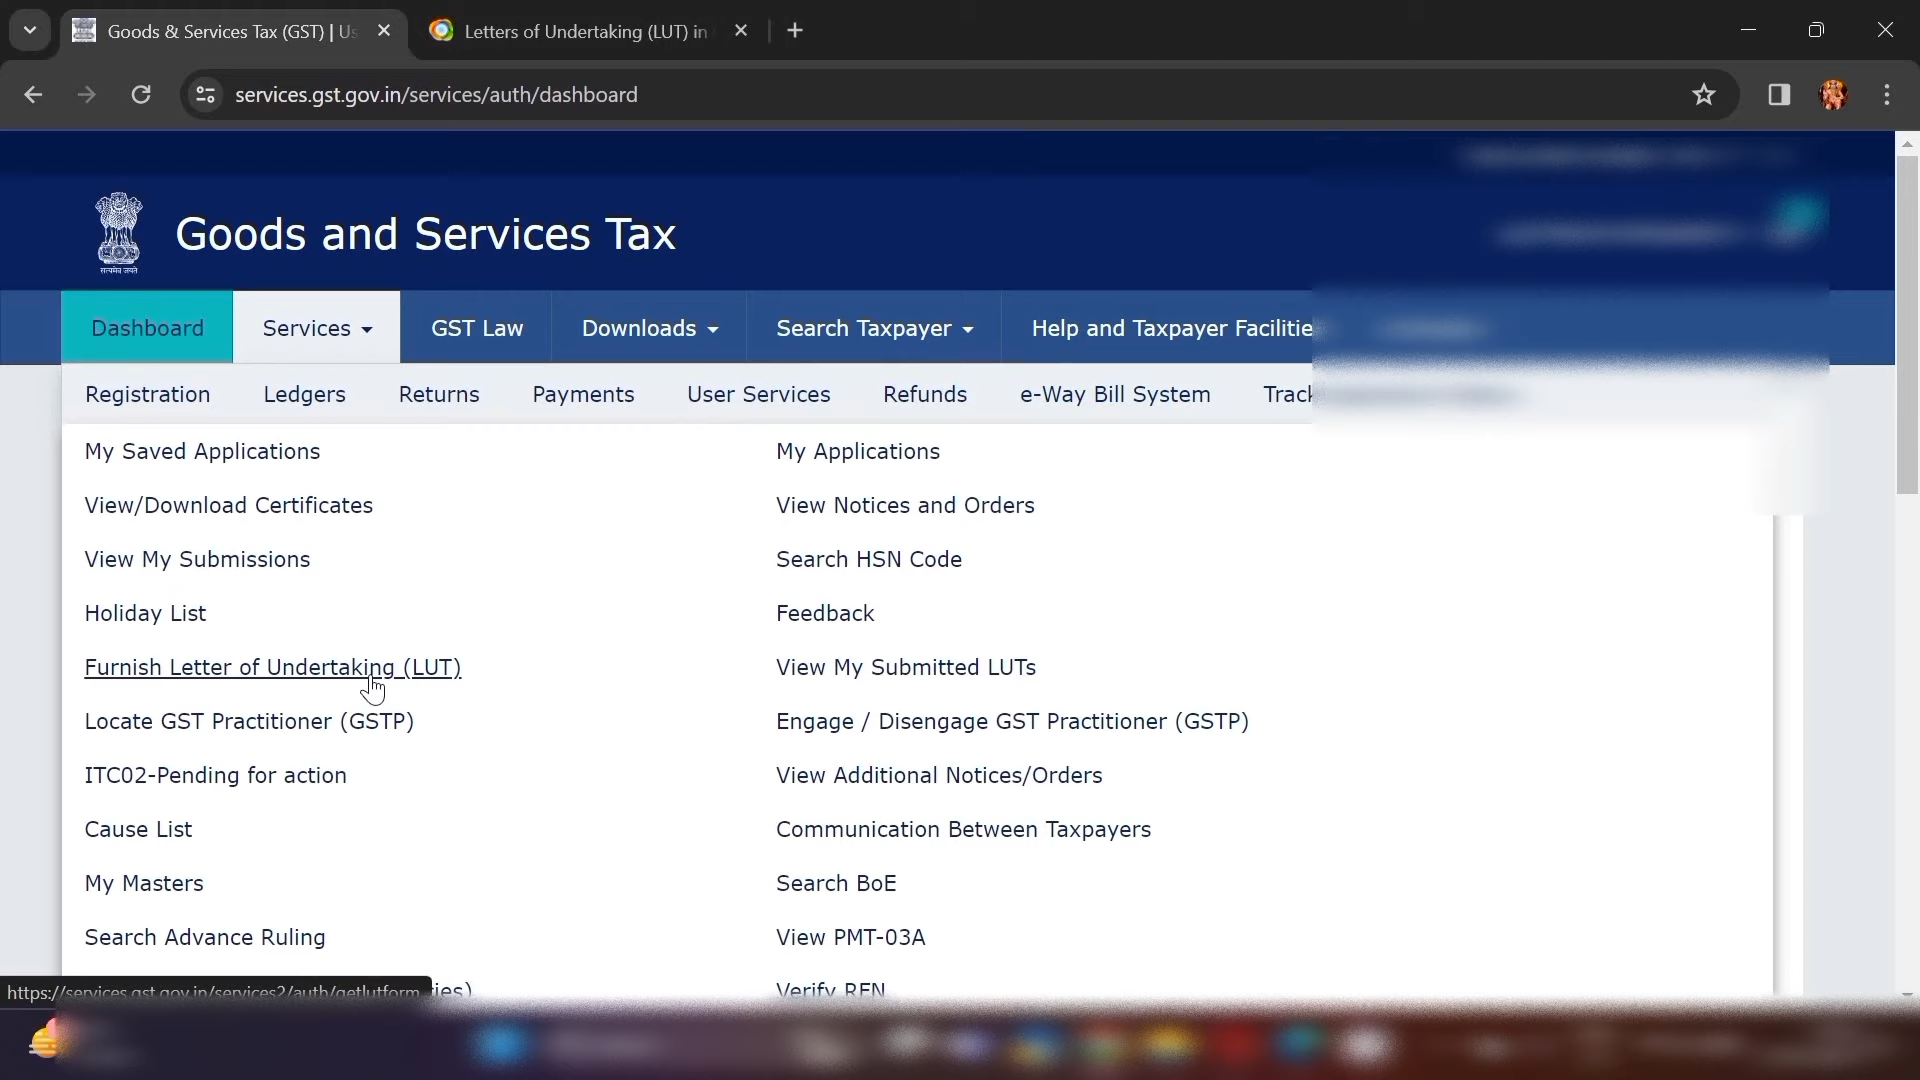 Goods & Services Tax (GST) | Us
Letters of Undertaking (LUT) in
services.gst.gov.in/services/auth/dashboard
सत्यमेव जयते
Goods and Services Tax
Dashboard
Services
GST Law
Downloads
Search Taxpayer
Help and Taxpayer Facilitie
Registration
Ledgers
Returns
Payments
User Services
Refunds
e-Way Bill System
Track
My Saved Applications
My Applications
View/Download Certificates
View Notices and Orders
View My Submissions
Search HSN Code
Holiday List
Feedback
Furnish Letter of Undertaking (LUT)
View My Submitted LUTs
Locate GST Practitioner (GSTP)
Engage / Disengage GST Practitioner (GSTP)
ITC02-Pending for action
View Additional Notices/Orders
Cause List
Communication Between Taxpayers
My Masters
Search BoE
Search Advance Ruling
View PMT-03A
https://services.gst.gov.in/services2/auth/getlutform
ies)
Verify RFN